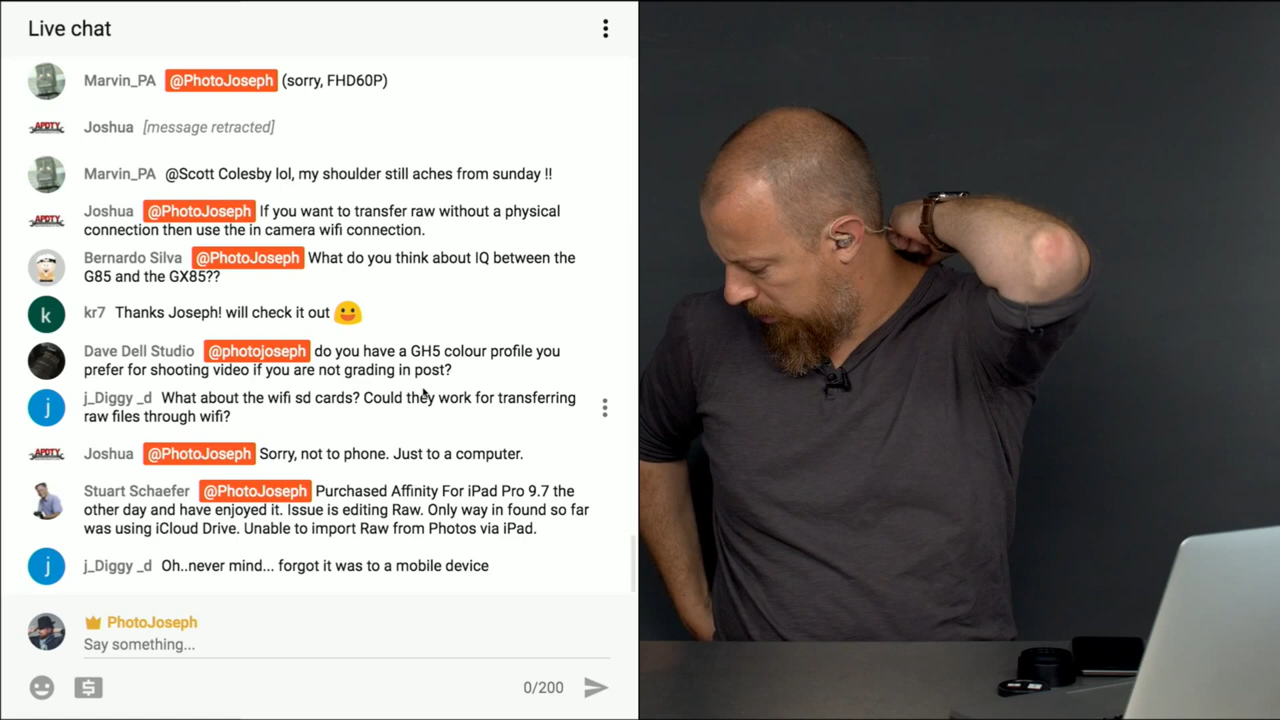 Live chat
Marvin_PA @PhotoJoseph (sorry, FHD60P)
APDTY
Joshua [message retracted]
Marvin_PA @Scott Colesby lol, my shoulder still aches from sunday !!
APDTY
Joshua @PhotoJoseph If you want to transfer raw without a physical
connection then use the in camera wifi connection.
Bernardo Silva @PhotoJoseph What do you think about IQ between the
G85 and the GX85??
k
kr7 Thanks Joseph! will check it out
Dave Dell Studio @photojoseph do you have a GH5 colour profile you
prefer for shooting video if you are not grading in post?
j
j_Diggy _d What about the wifi sd cards? Could they work for transferring
raw files through wifi?
APDTY
Joshua @PhotoJoseph Sorry, not to phone. Just to a computer.
Stuart Schaefer @PhotoJoseph Purchased Affinity For iPad Pro 9.7 the
other day and have enjoyed it. Issue is editing Raw. Only way in found so far
was using iCloud Drive. Unable to import Raw from Photos via iPad.
j
j_Diggy _d Oh..never mind... forgot it was to a mobile device
PhotoJoseph
Say something...
$
0/200